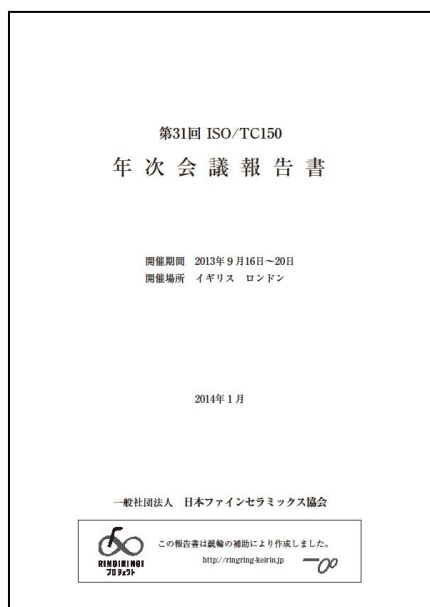 第31回 ISO/TC150
年次会議報告書
開催期間 2013年9月16日～20日
開催場所 イギリス ロンドン
2014年1月
一般社団法人 日本ファインセラミックス協会
この報告書は競輪の補助により作成しました。
http://ringring-keirin.jp
RINGRING!
プロジェクト